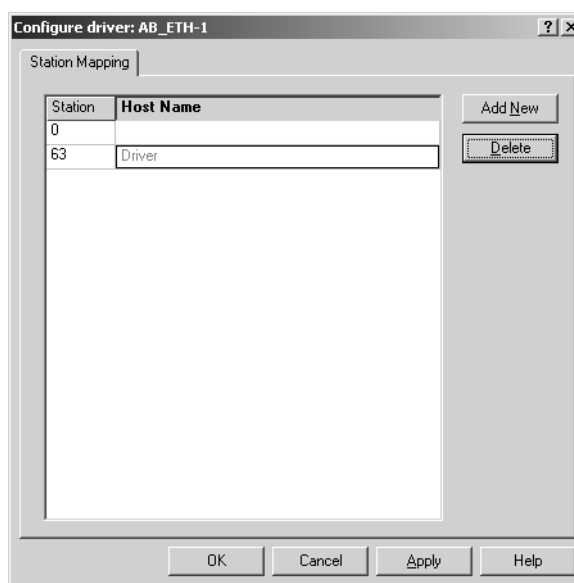 Configure driver: AB_ETH-1
Station Mapping
Station Host Name
0
63 Driver
Add New
Delete
OK Cancel Apply Help